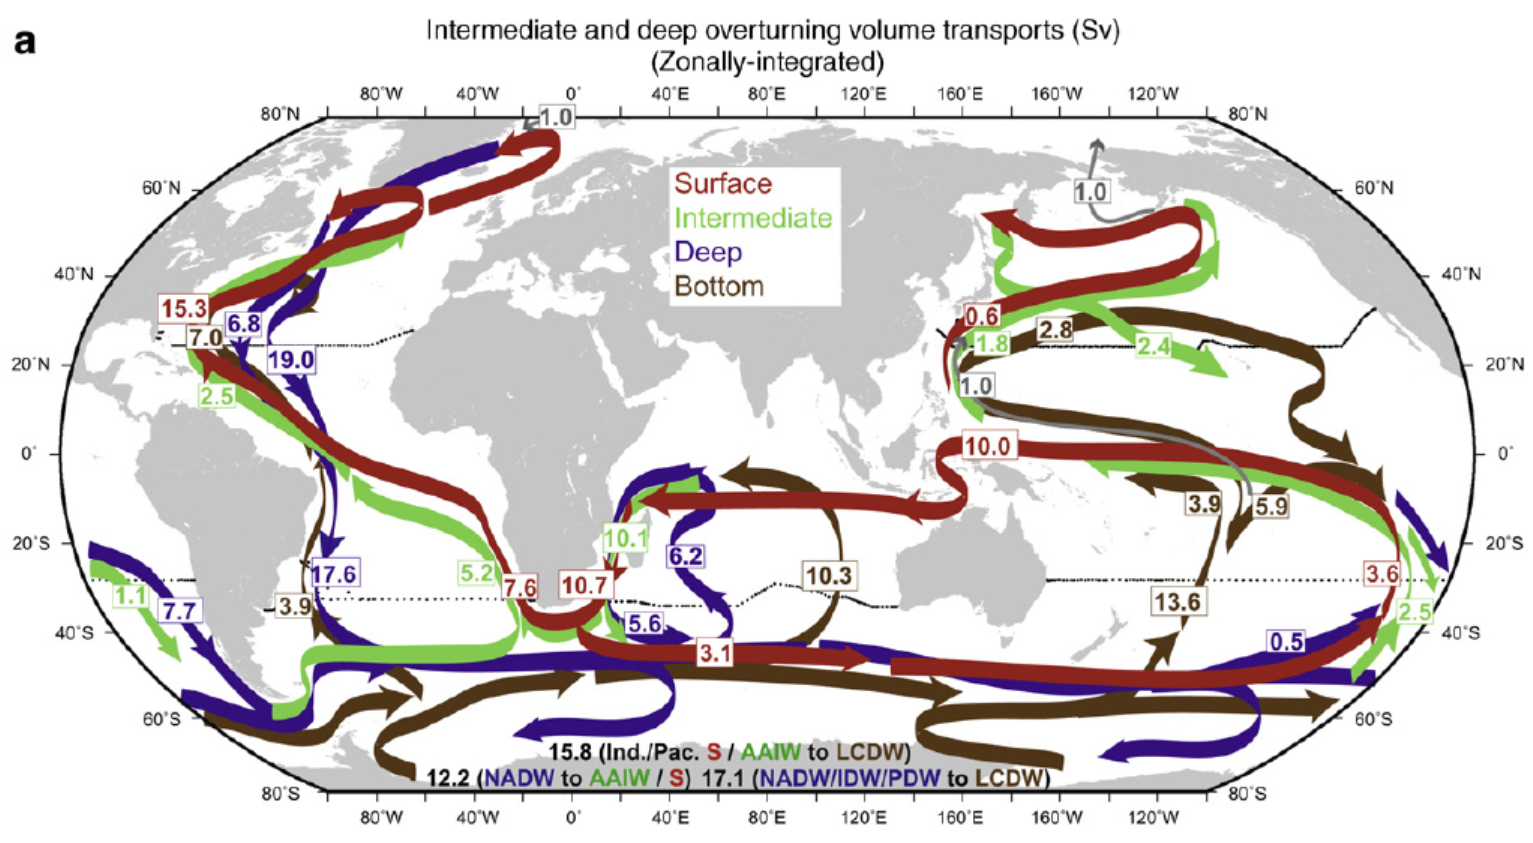 a
Intermediate and deep overturning volume transports (Sv)
(Zonally-integrated)
80˚W 40˚W 0˚ 40˚E 80˚E 120˚E 160˚E 160˚W 120˚W
80˚N 1.0 80˚N
Surface
Intermediate
Deep
Bottom
60˚N 1.0 60˚N
40˚N 40˚N
15.3 6.8 0.6
7.0 2.8
19.0 1.8 2.4
20˚N 20˚N
2.5 1.0
0˚ 10.0 0˚
3.9 5.9
20˚S 10.1 20˚S
6.2
17.6 5.2 7.6 10.7 10.3 3.6
1.1 7.7 3.9 13.6 2.5
40˚S 5.6 0.5 40˚S
3.1
60˚S 60˚S
15.8 (Ind./Pac. S / AAIW to LCDW)
12.2 (NADW to AAIW / S) 17.1 (NADW/IDW/PDW to LCDW)
80˚S 80˚S
80˚W 40˚W 0˚ 40˚E 80˚E 120˚E 160˚E 160˚W 120˚W